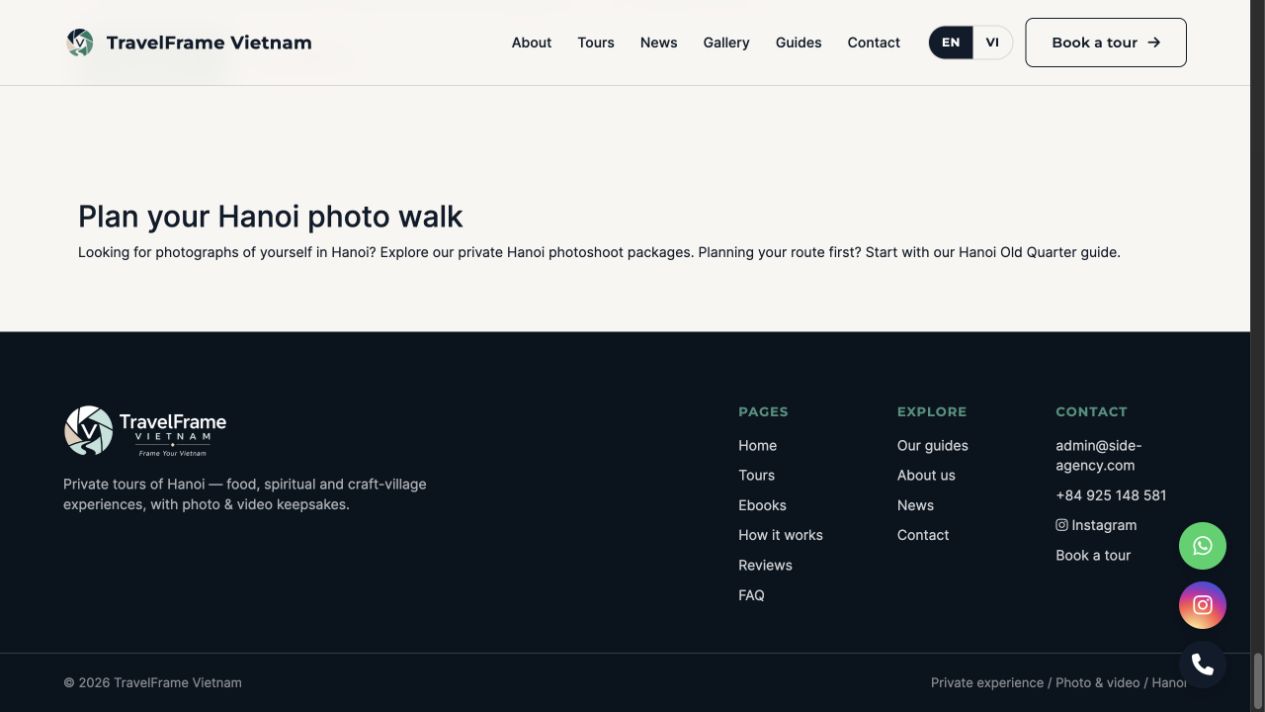 TravelFrame Vietnam
About
Tours
News
Gallery
Guides
Contact
EN
VI
Book a tour →
Plan your Hanoi photo walk
Looking for photographs of yourself in Hanoi? Explore our private Hanoi photoshoot packages. Planning your route first? Start with our Hanoi Old Quarter guide.
TravelFrame
VIETNAM
Frame Your Vietnam
Private tours of Hanoi — food, spiritual and craft-village
experiences, with photo & video keepsakes.
PAGES
Home
Tours
Ebooks
How it works
Reviews
FAQ
EXPLORE
Our guides
About us
News
Contact
CONTACT
admin@side-
agency.com
+84 925 148 581
Instagram
Book a tour
© 2026 TravelFrame Vietnam
Private experience / Photo & video / Hanoi